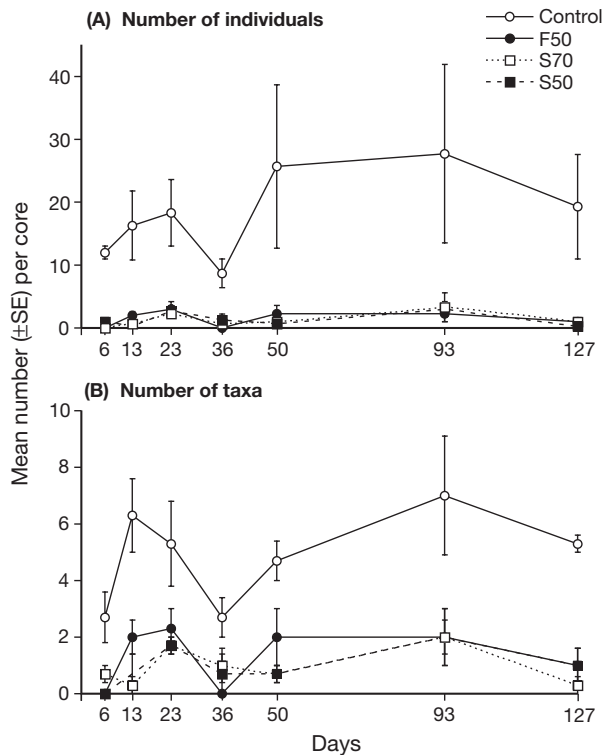 (A) Number of individuals
Control
F50
S70
S50
40
30
20
10
0
6 13 23 36 50 93 127
Mean number (±SE) per core
(B) Number of taxa
10
8
6
4
2
0
6 13 23 36 50 93 127
Days